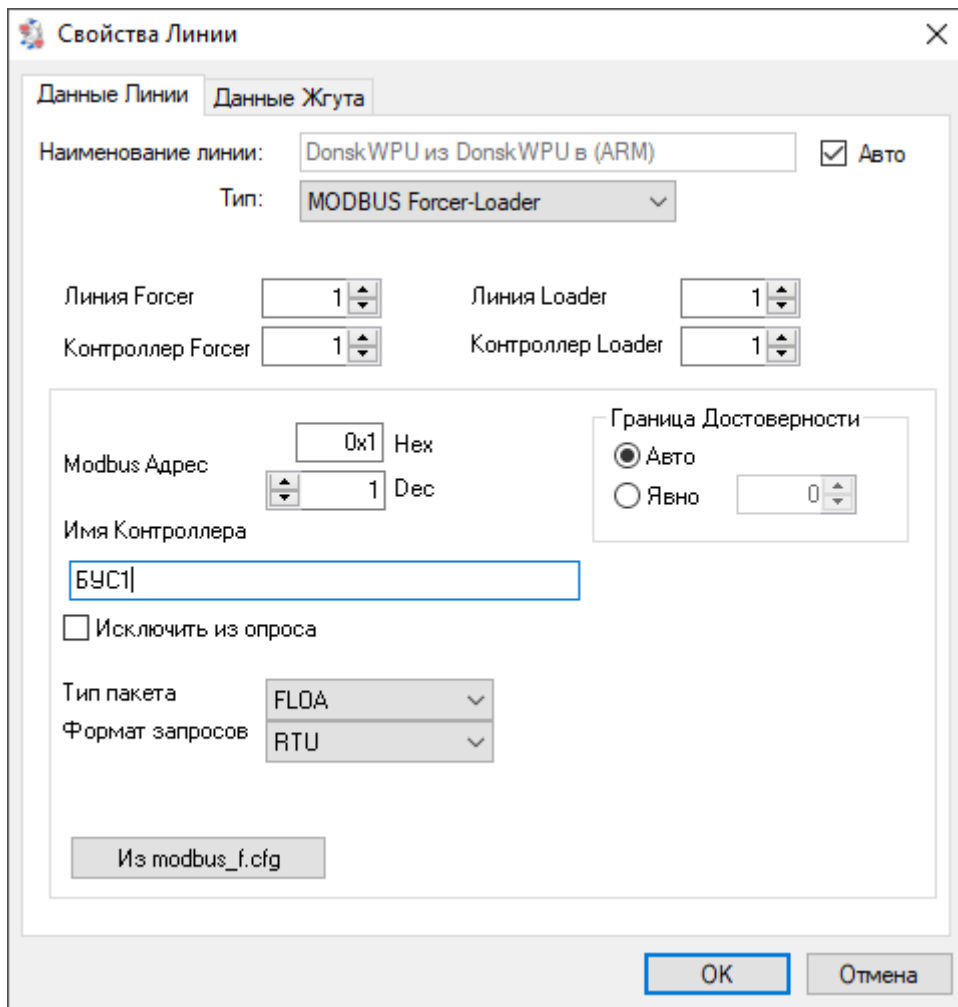 Свойства Линии
Данные Линии Данные Жгута
Наименование линии: DonskWPU из DonskWPU в (ARM) Авто
Тип: MODBUS Forcer-Loader
Линия Forcer 1 Линия Loader 1
Контроллер Forcer 1 Контроллер Loader 1
Граница Достоверности
Modbus Адрес 0x1 Hex
1 Dec
Авто
Явно 0
Имя Контроллера
БУС1
Исключить из опроса
Тип пакета FLOA
Формат запросов RTU
Из modbus_f.cfg
OK Отмена